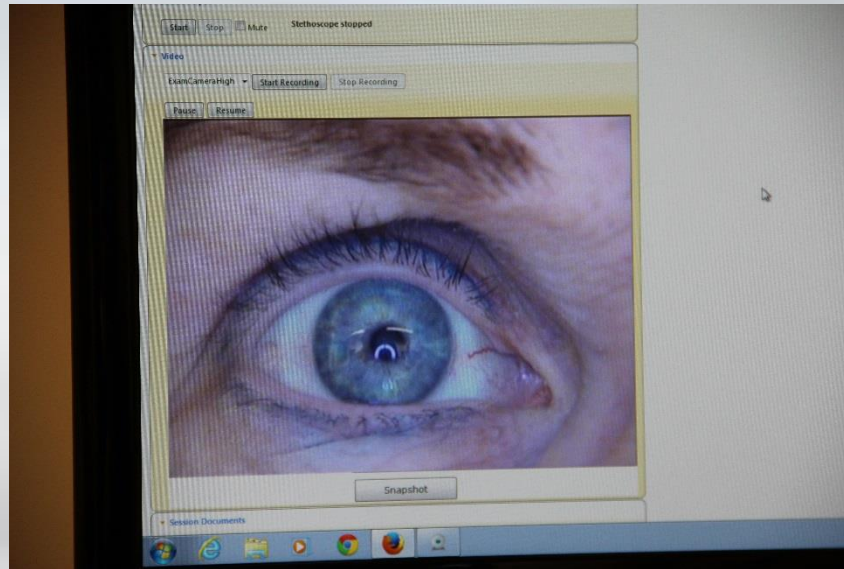 Start Stop Mute Stethoscope stopped
Video
ExamCameraHigh Start Recording Stop Recording
Pause Resume
Snapshot
Session Documents